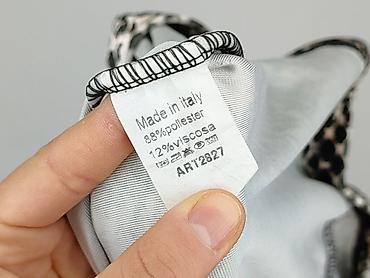 Made in italy
88%poliester
12%viscosa
ART2827